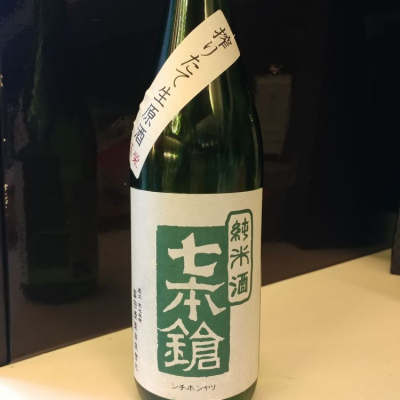 搾りたて生原酒
純米酒
七本鎗
シチホンヤリ